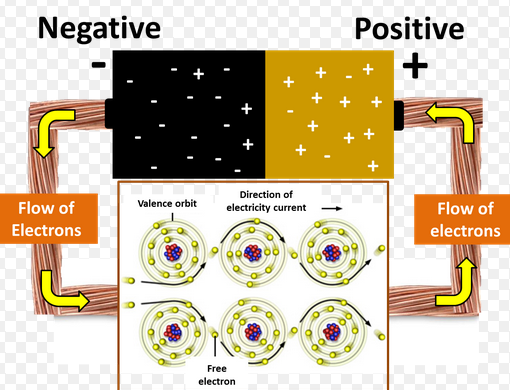 Negative
Positive
-
+
Flow of
Electrons
Flow of
electrons
Valence orbit
Direction of
electricity current
Free
electron